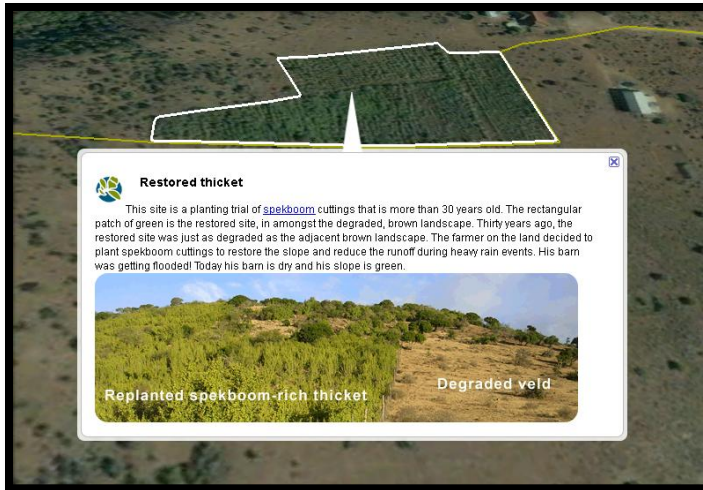 Restored thicket
This site is a planting trial of spekboom cuttings that is more than 30 years old. The rectangular
patch of green is the restored site, in amongst the degraded, brown landscape. Thirty years ago, the
restored site was just as degraded as the adjacent brown landscape. The farmer on the land decided to
plant spekboom cuttings to restore the slope and reduce the runoff during heavy rain events. His barn
was getting flooded! Today his barn is dry and his slope is green.
Degraded veld
Replanted spekboom-rich thicket